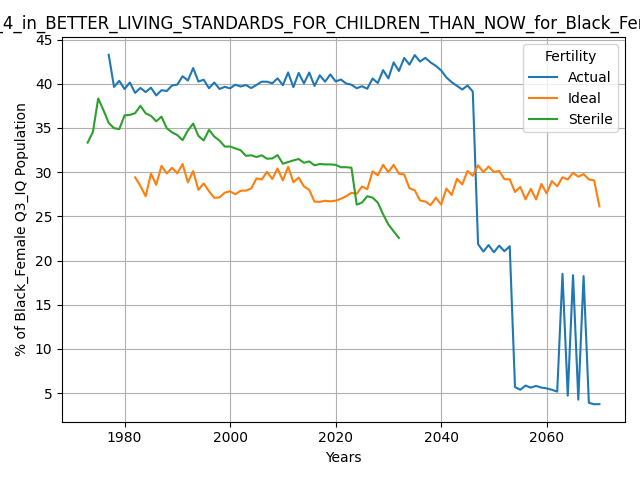 _4_in_BETTER_LIVING_STANDARDS_FOR_CHILDREN_THAN_NOW_for_Black_Fe
Fertility
Actual
Ideal
Sterile
% of Black_Female Q3_IQ Population
45
40
35
30
25
20
15
10
5
1980
2000
2020
2040
2060
Years